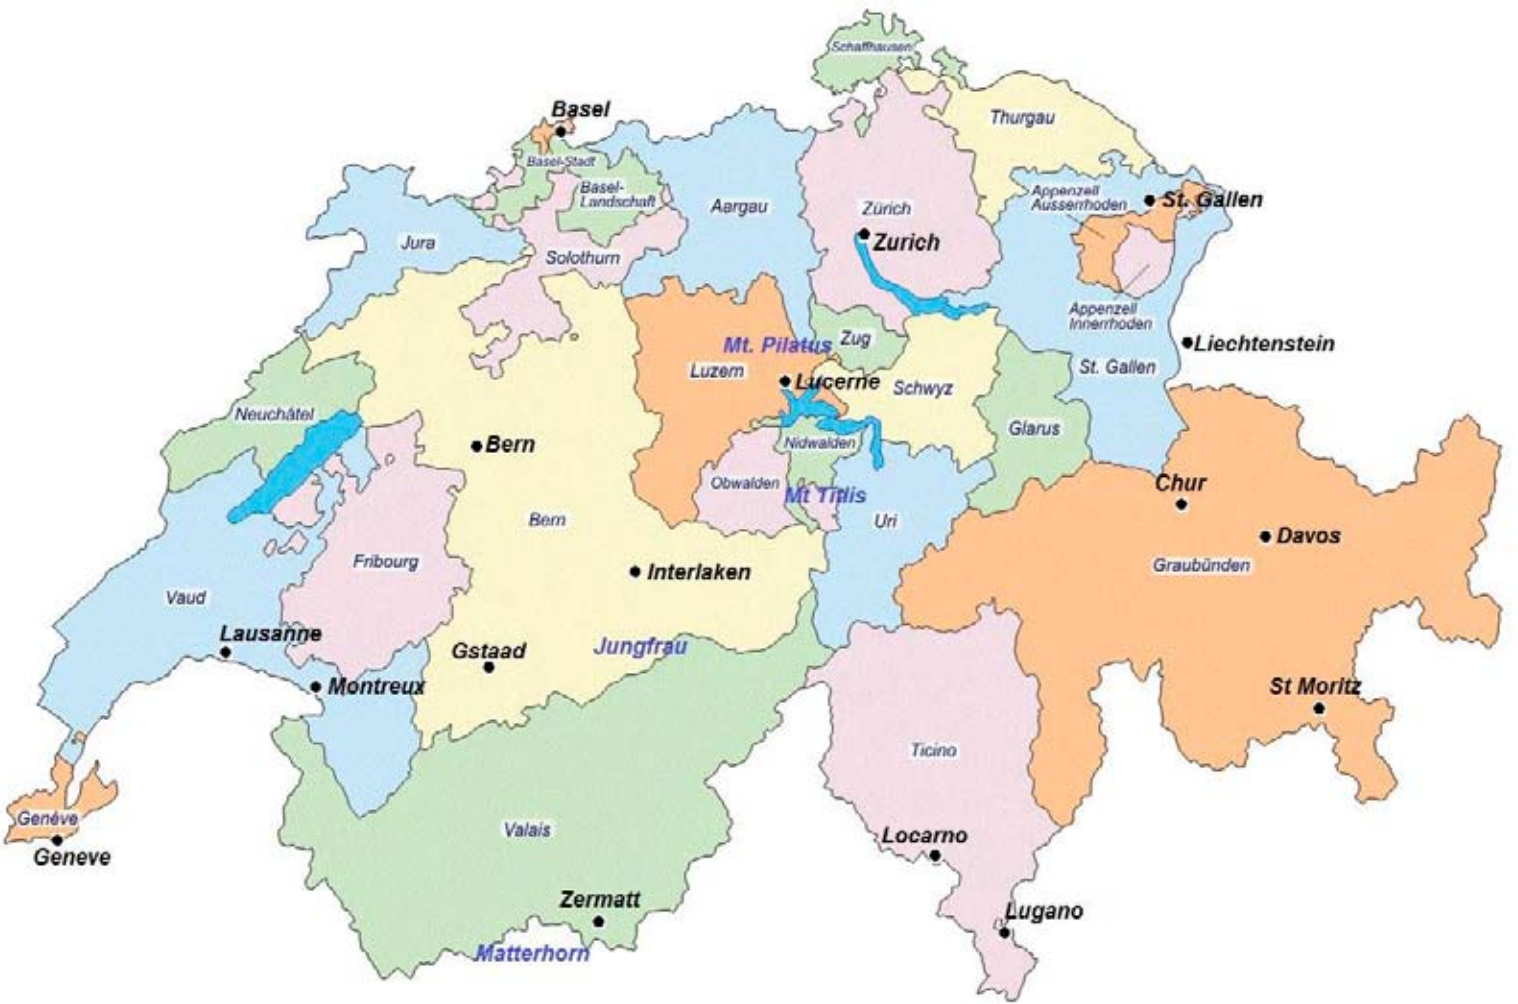 Schaffhausen
Basel
Thurgau
Basel-Stadt
Basel-
Landschaft
Appenzell
Ausserrhoden
St. Gallen
Aargau
Zürich
Zurich
Jura
Solothurn
Appenzell
Innerrhoden
Mt. Pilatus
Zug
Liechtenstein
Luzern
Lucerne
Schwyz
St. Gallen
Neuchâtel
Glarus
Bern
Nidwalden
Obwalden
Mt Titlis
Chur
Bern
Uri
Davos
Fribourg
Interlaken
Graubünden
Vaud
Lausanne
Gstaad
Jungfrau
Montreux
St Moritz
Ticino
Genéve
Geneve
Valais
Locarno
Zermatt
Lugano
Matterhorn